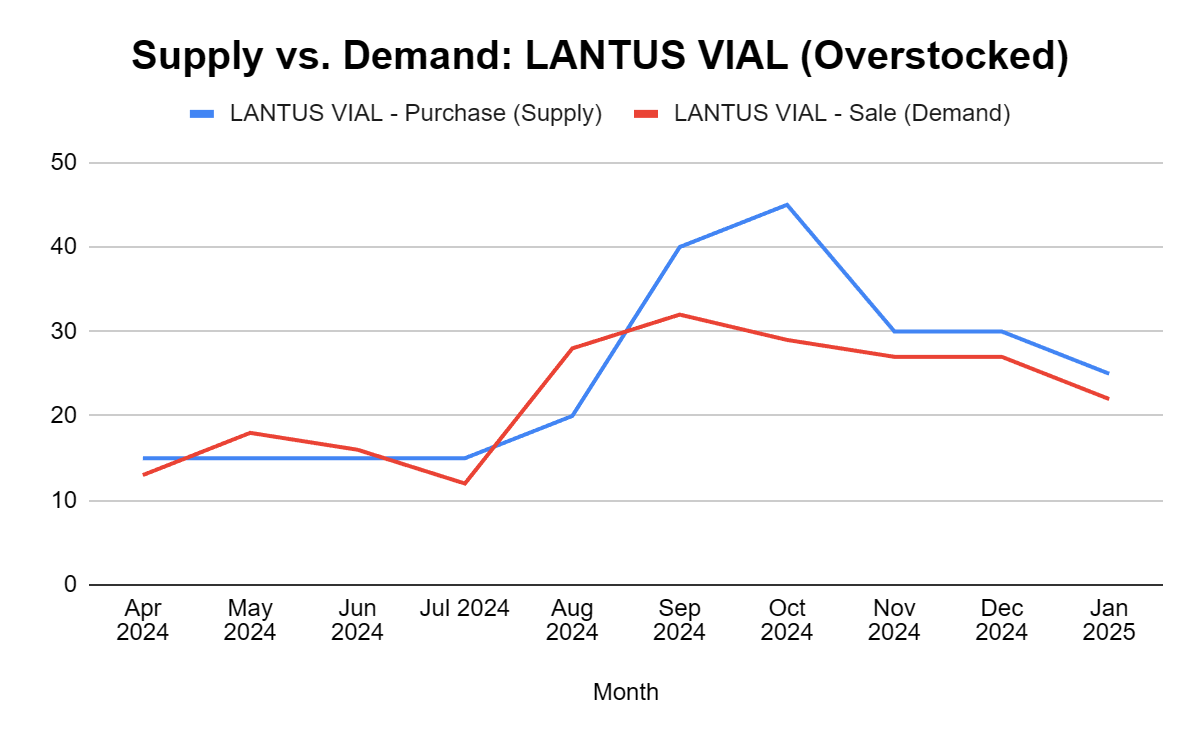 Supply vs. Demand: LANTUS VIAL (Overstocked)
LANTUS VIAL - Purchase (Supply)
LANTUS VIAL - Sale (Demand)
50
40
30
20
10
0
Apr 2024
May 2024
Jun 2024
Jul 2024
Aug 2024
Sep 2024
Oct 2024
Nov 2024
Dec 2024
Jan 2025
Month